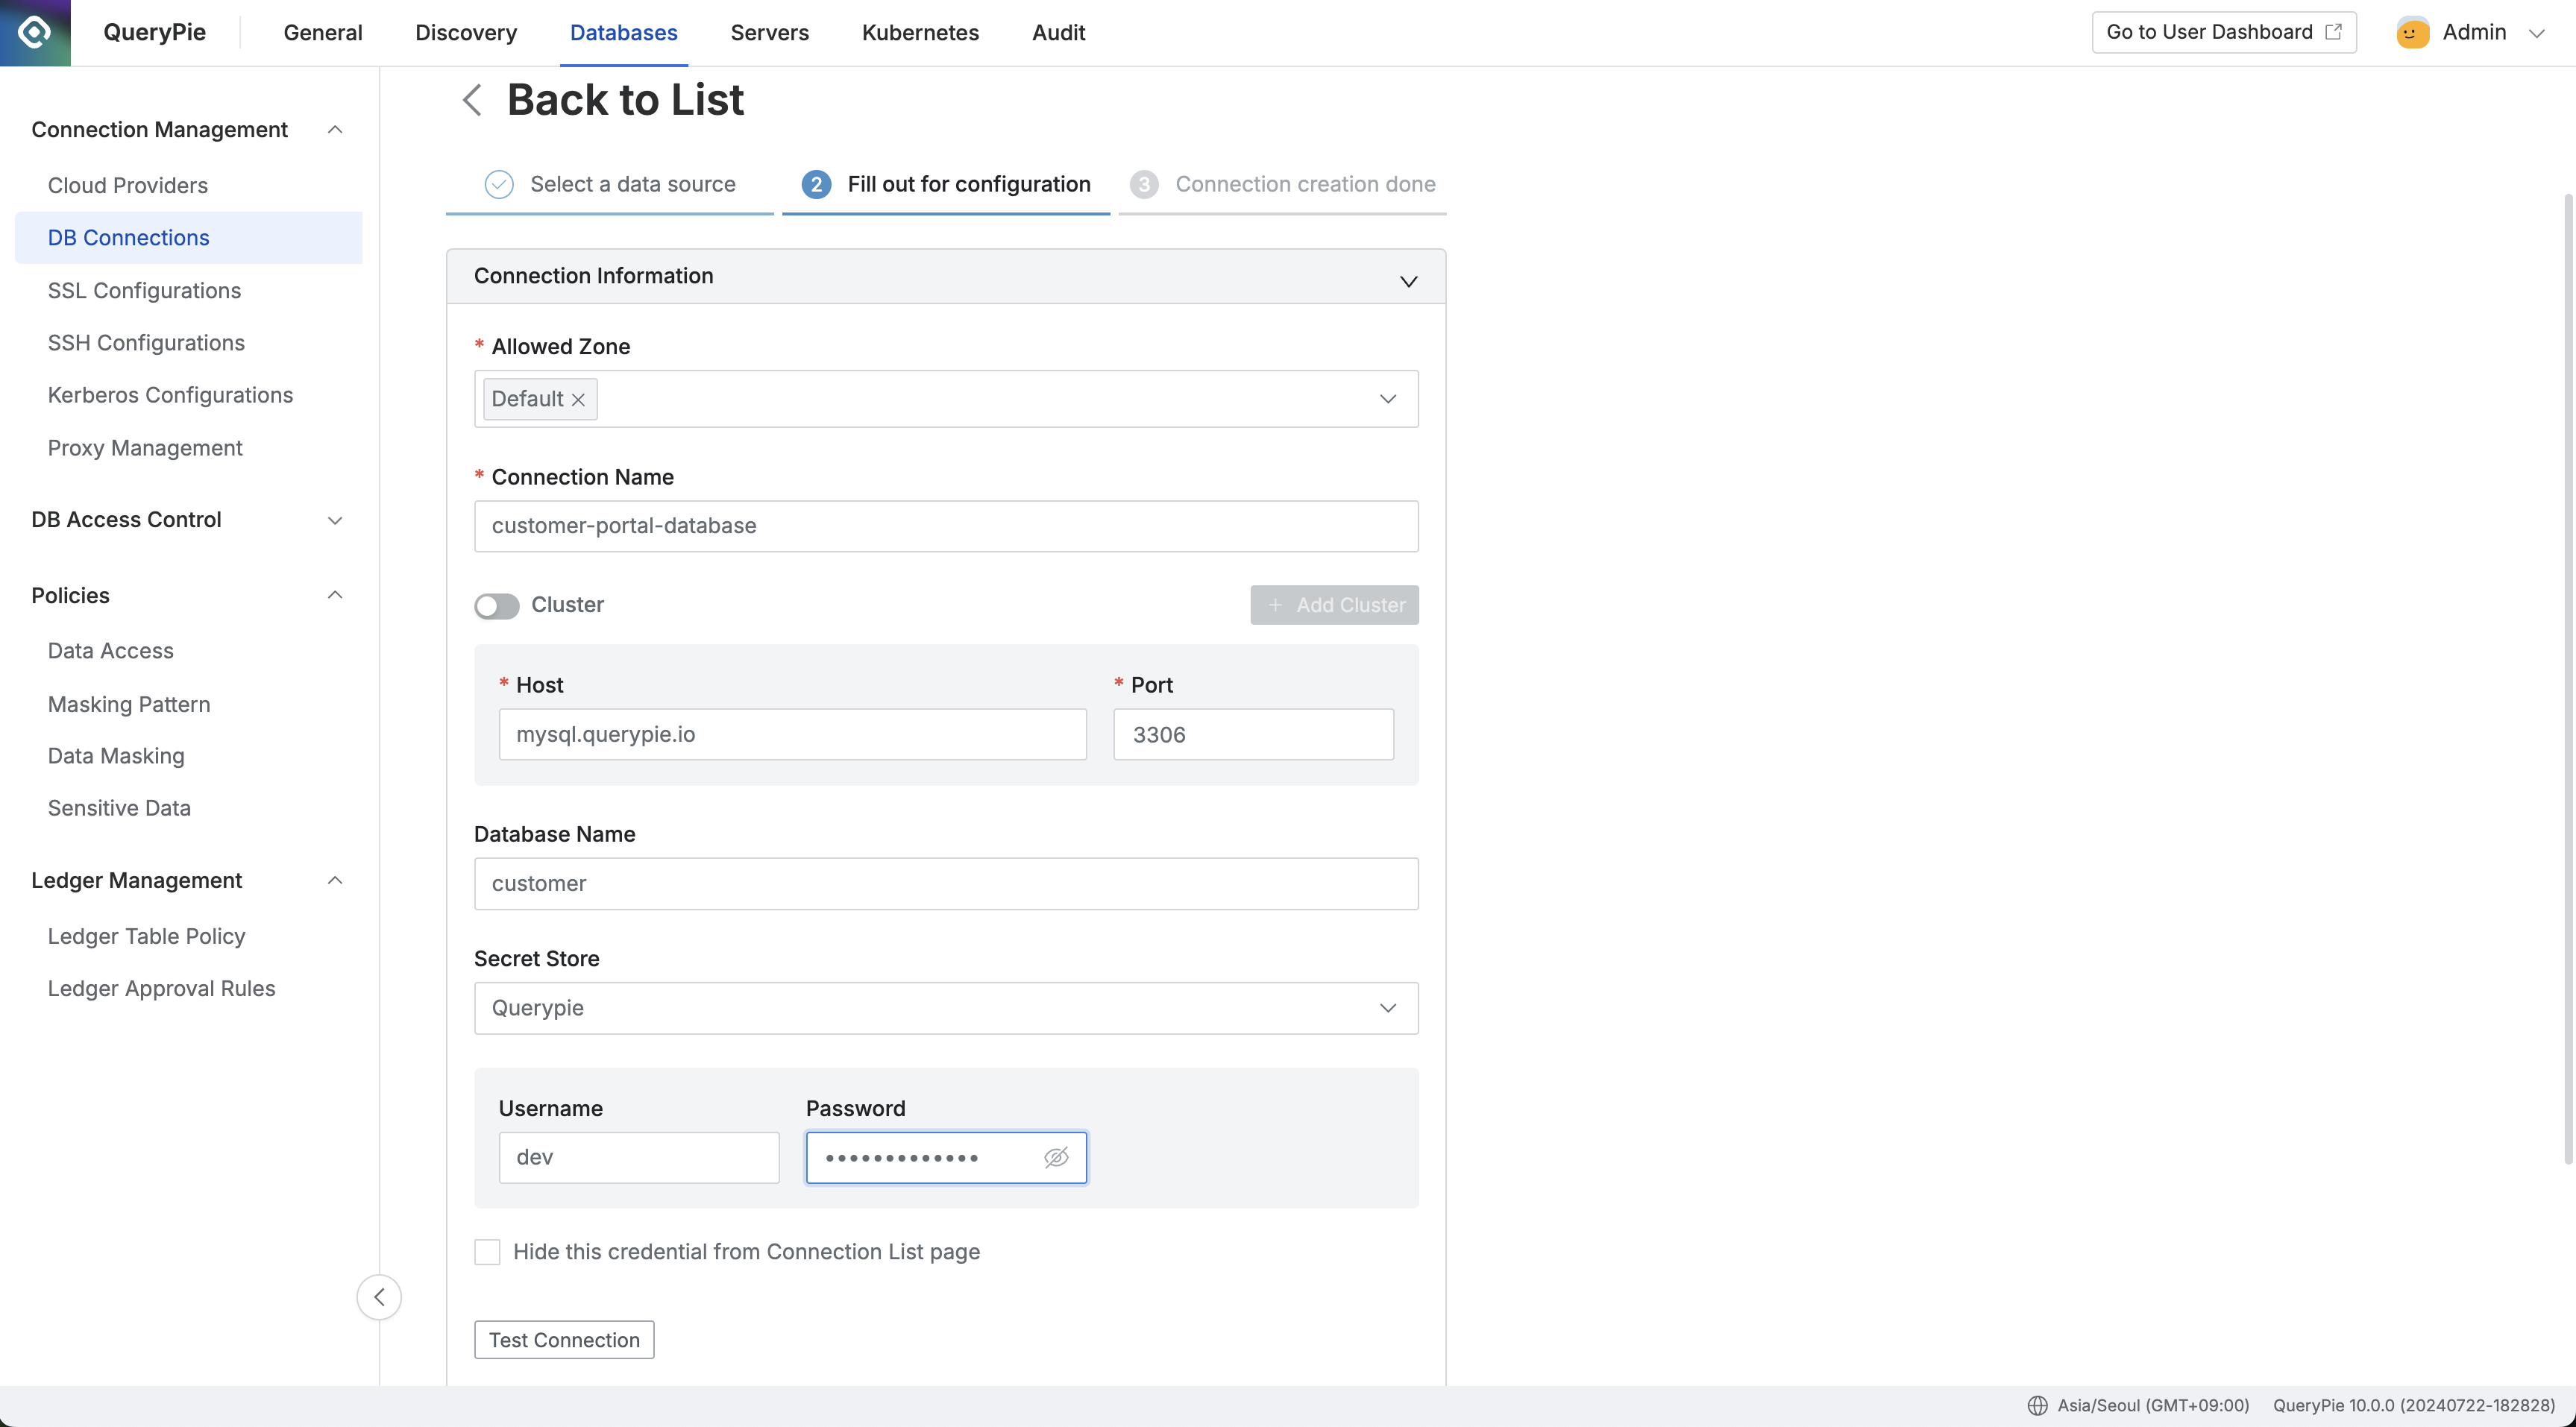 QueryPie
General
Discovery
Databases
Servers
Kubernetes
Audit
Go to User Dashboard
Admin
Connection Management
Cloud Providers
DB Connections
SSL Configurations
SSH Configurations
Kerberos Configurations
Proxy Management
DB Access Control
Policies
Data Access
Masking Pattern
Data Masking
Sensitive Data
Ledger Management
Ledger Table Policy
Ledger Approval Rules
Back to List
Select a data source
2 Fill out for configuration
3 Connection creation done
Connection Information
* Allowed Zone
Default
* Connection Name
customer-portal-database
Cluster
+ Add Cluster
* Host
* Port
mysql.querypie.io
3306
Database Name
customer
Secret Store
Querypie
Username
Password
dev
•••••••••••••
Hide this credential from Connection List page
Test Connection
Asia/Seoul (GMT+09:00)
QueryPie 10.0.0 (20240722-182828)